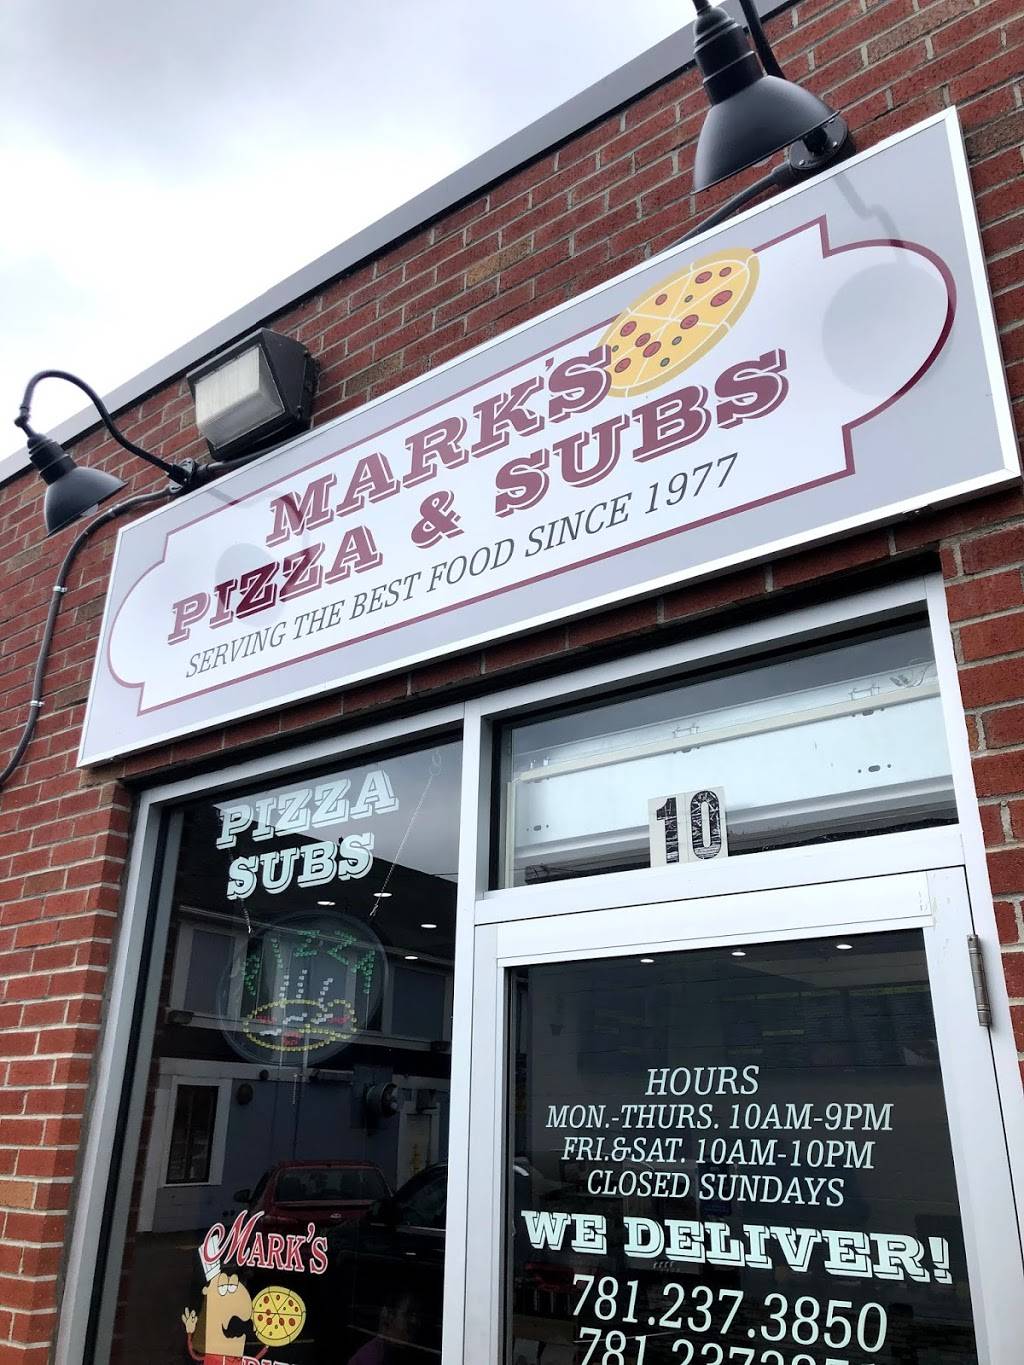 MARK'S
PIZZA & SUBS
SERVING THE BEST FOOD SINCE 1977
PIZZA
SUBS
PIZZA
10
HOURS
MON.-THURS. 10AM-9PM
FRI.&SAT. 10AM-10PM
CLOSED SUNDAYS
WE DELIVER!
781.237.3850
MARK'S